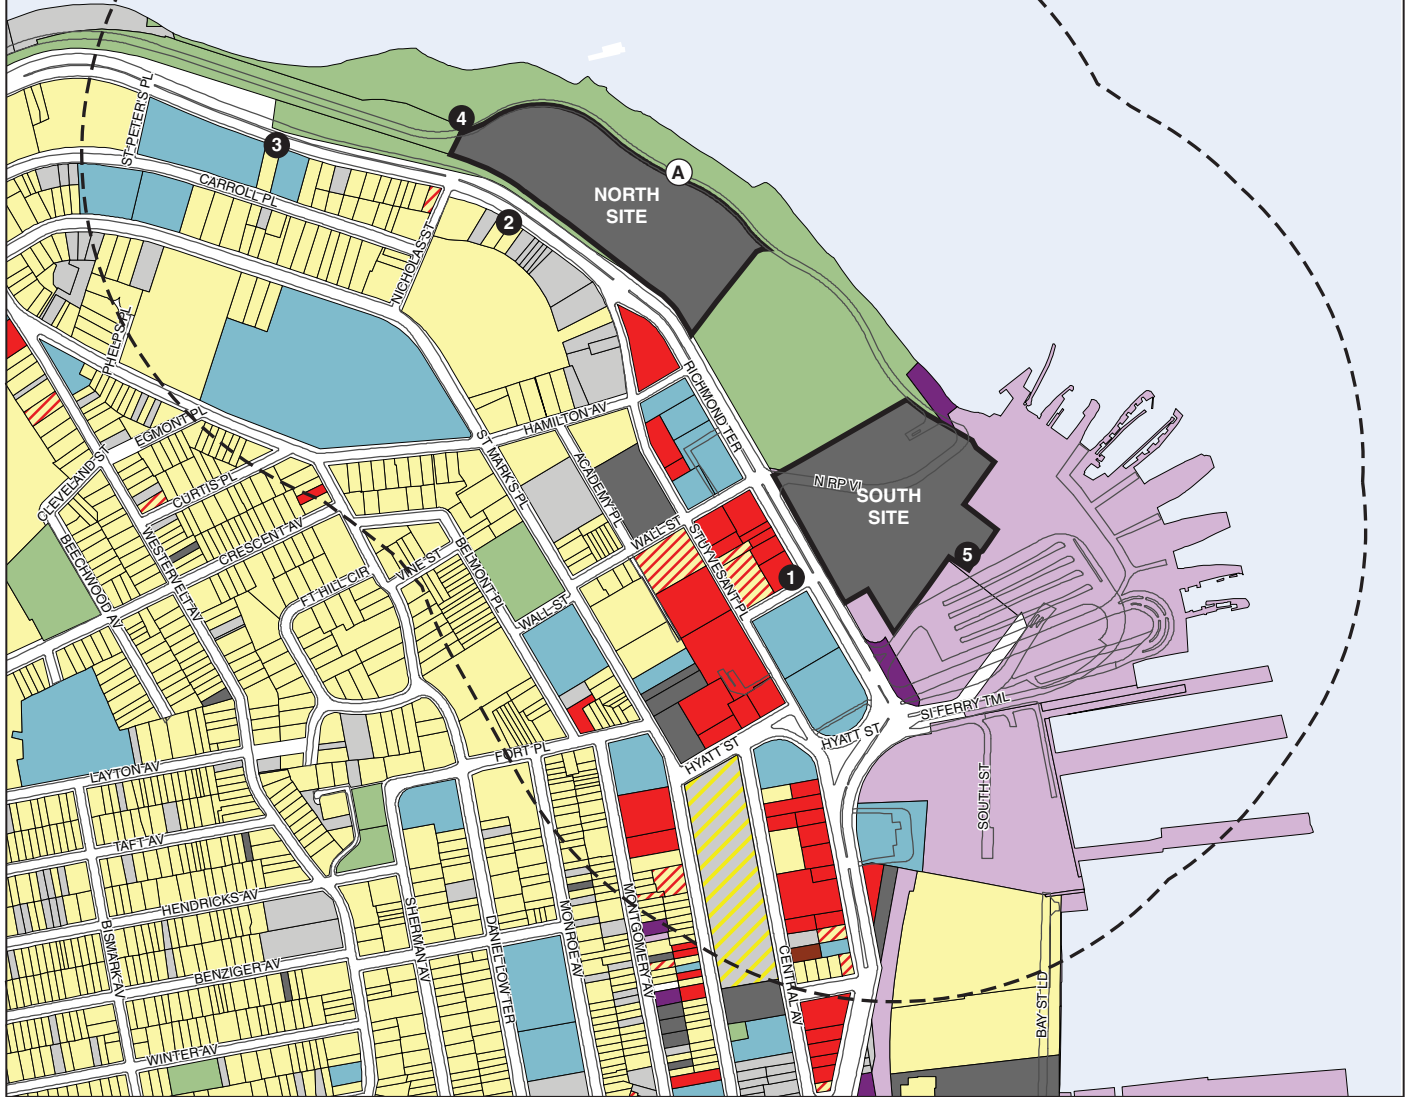 ST PETER'S PL
4
3
A
CARROLL PL
NORTH
SITE
2
NICHOLAS ST
PHELPS PL
RICHMOND TER
EGMONT PL
HAMILTON AV
ST MARK'S PL
ACADEMY PL
CLEVELAND ST
CURTIS PL
N RP VI
SOUTH
SITE
CRESCENT AV
WALL ST
STUYVESANT P
5
BEECHWOOD AV
WESTERVELT AV
FT HILL CIR
VINE ST
BELMONT PL
1
WALL ST
SI FERRY TML
HYATT ST
HYATT ST
FORT PL
LAYTON AV
SOUTH ST
TAFT AV
HENDRICKS AV
BISMARK AV
SHERMAN AV
DANIEL LOW TER
MONROE AV
MONTGOMERY AV
CENTRAL AV
BENZIGER AV
BAY ST LD
WINTER AV